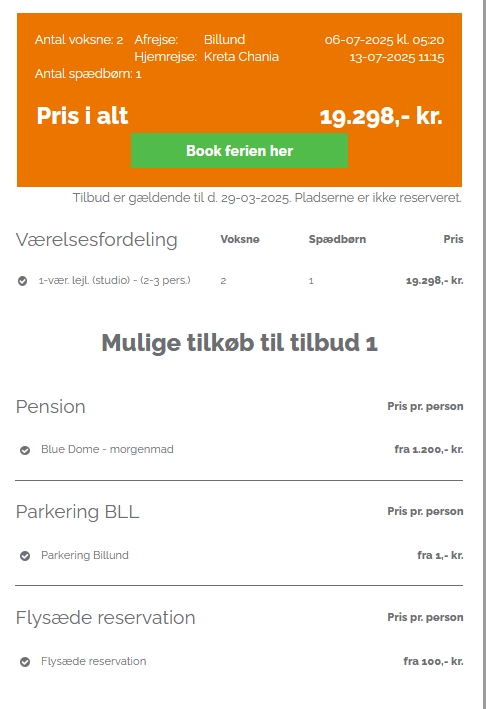 Antal voksne: 2 Afrejse: Billund 06-07-2025 kl. 05:20
Hjemrejse: Kreta Chania 13-07-2025 11:15
Antal spædbørn: 1
Pris i alt 19.298,- kr.
Book ferien her
Tilbud er gældende til d. 29-03-2025. Pladserne er ikke reserveret.
Værelsesfordeling Voksne Spædbørn Pris
1-vær. lejl. (studio) - (2-3 pers.) 2 1 19.298,- kr.
Mulige tilkøb til tilbud 1
Pension Pris pr. person
Blue Dome - morgenmad fra 1.200,- kr.
Parkering BLL Pris pr. person
Parkering Billund fra 1,- kr.
Flysæde reservation Pris pr. person
Flysæde reservation fra 100,- kr.